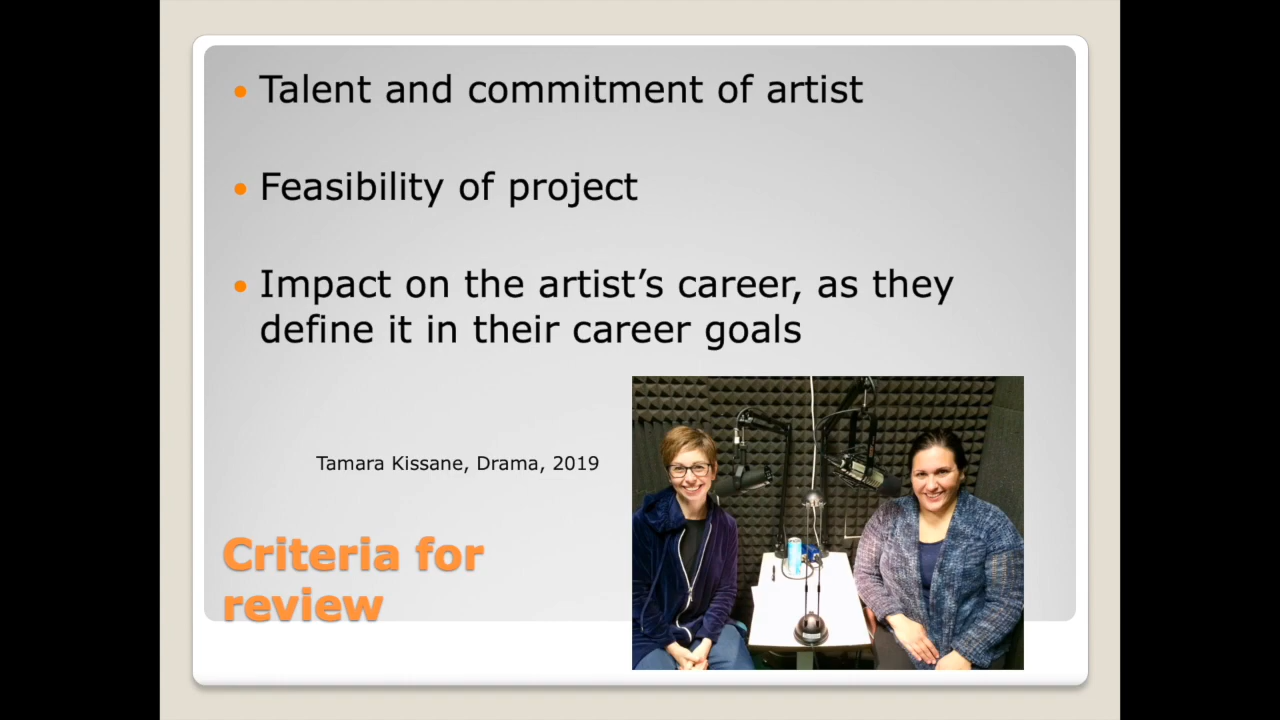 Talent and commitment of artist
Feasibility of project
Impact on the artist’s career, as they
define it in their career goals
Tamara Kissane, Drama, 2019
Criteria for
review